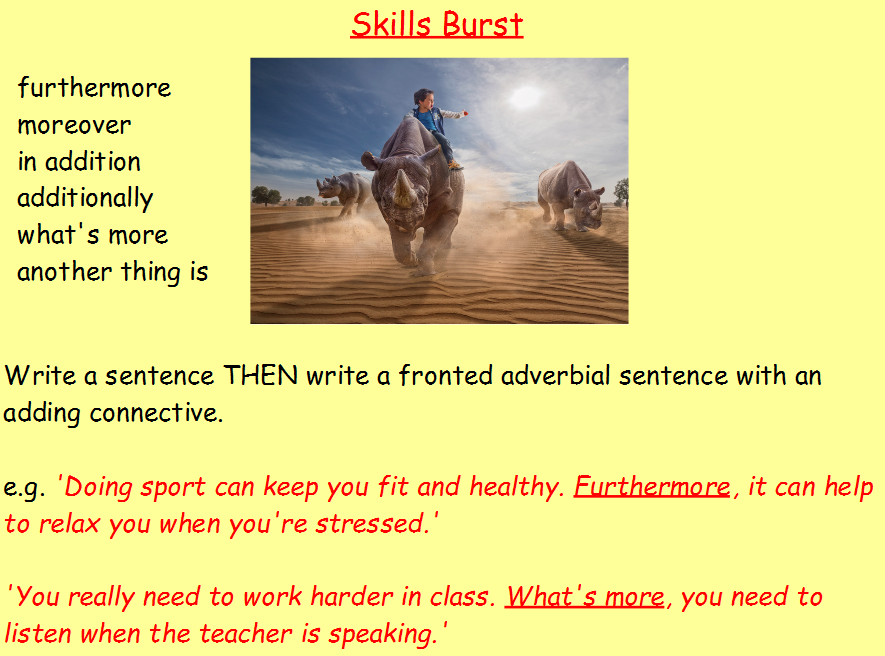 Skills Burst
furthermore
moreover
in addition
additionally
what's more
another thing is
Write a sentence THEN write a fronted adverbial sentence with an
adding connective.
e.g. 'Doing sport can keep you fit and healthy. Furthermore, it can help
to relax you when you're stressed.'
'You really need to work harder in class. What's more, you need to
listen when the teacher is speaking.'